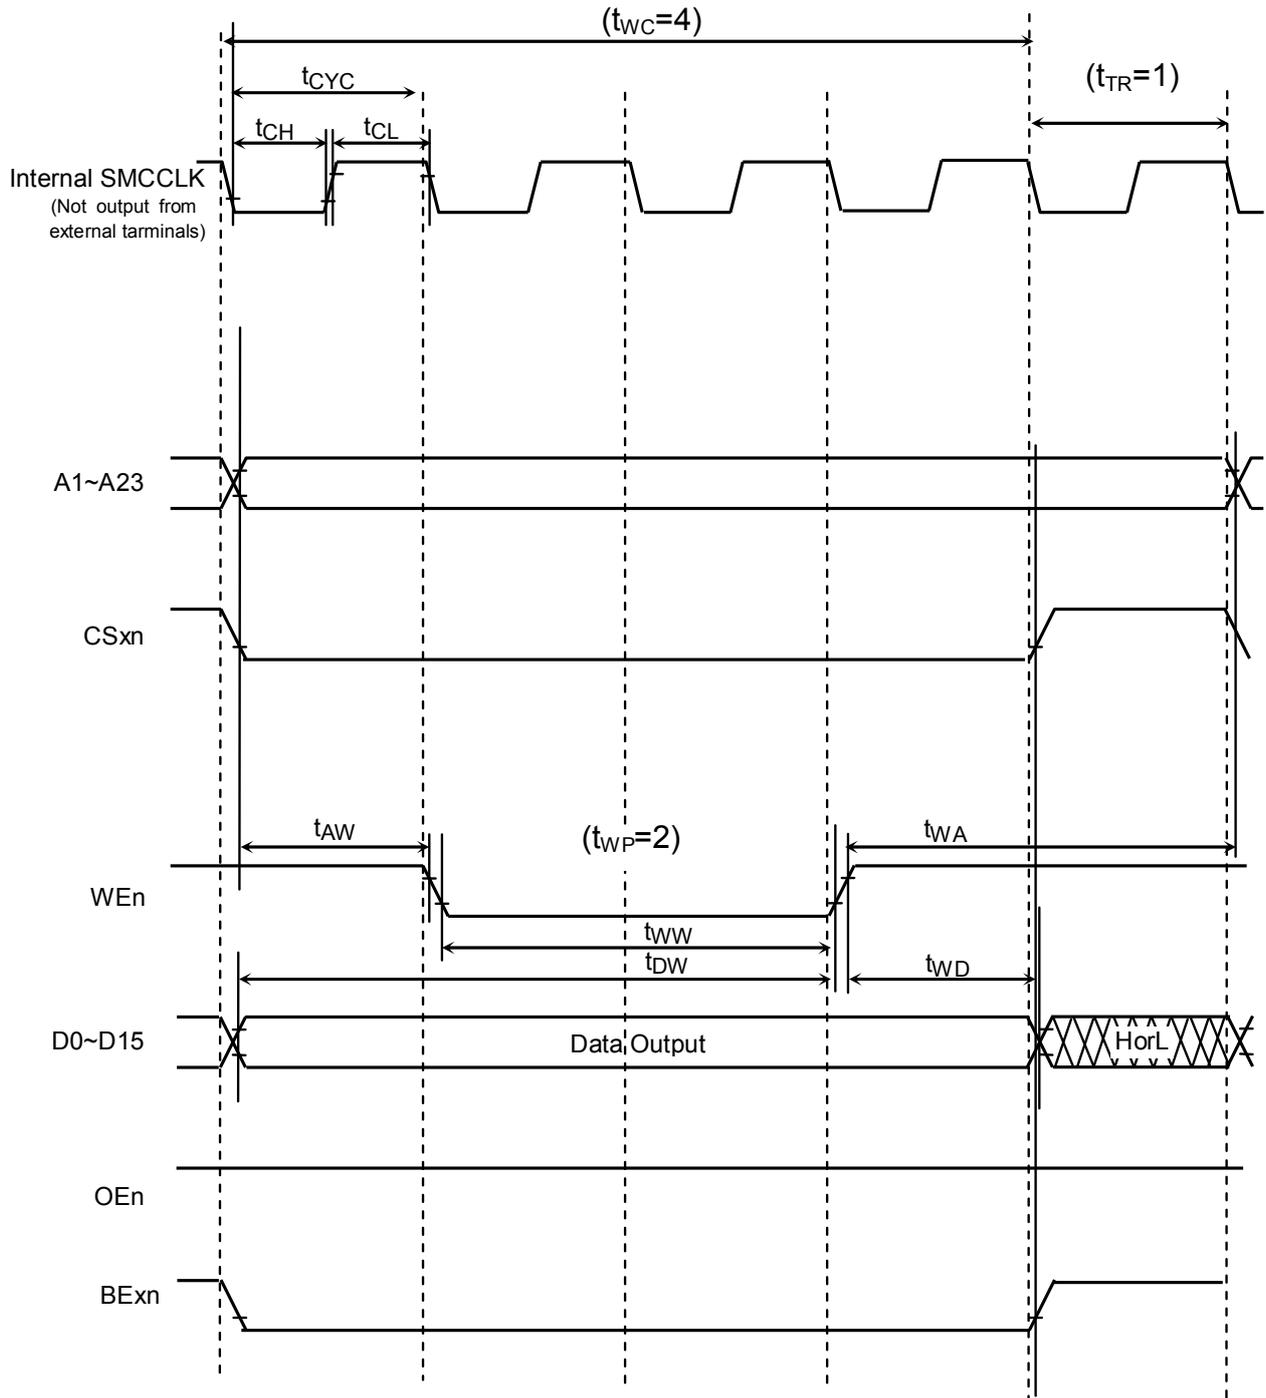 (tWC=4)
tCYC
(tTR=1)
tCH
tCL
Internal SMCCLK
(Not output from
external tarminals)
A1~A23
CSxn
tAW
(tWP=2)
tWA
WEn
tWW
tDW
tWD
D0~D15
Data Output
HorL
OEn
BExn